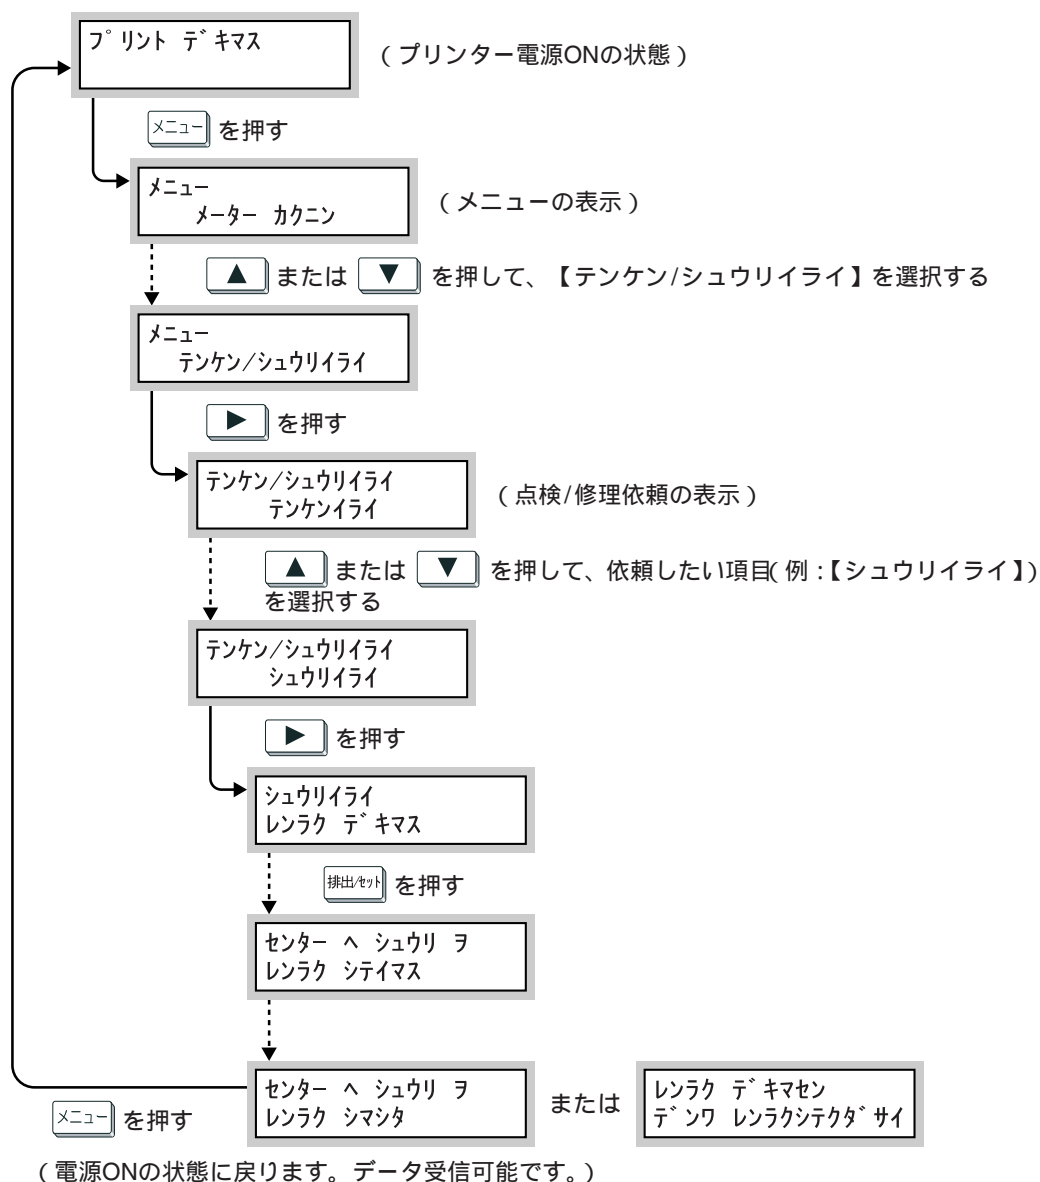 プリント デキマス
(プリンター電源ONの状態)
メニュー を押す
メニュー
メーター カクニン
(メニューの表示)
▲ または ▼ を押して、【テンケン/シュウリイライ】を選択する
メニュー
テンケン/シュウリイライ
▶ を押す
テンケン/シュウリイライ
テンケンイライ
(点検/修理依頼の表示)
▲ または ▼ を押して、依頼したい項目(例:【シュウリイライ】)
を選択する
テンケン/シュウリイライ
シュウリイライ
▶ を押す
シュウリイライ
レンラク デキマス
排出/セット を押す
センター ヘ シュウリ ヲ
レンラク シテイマス
センター ヘ シュウリ ヲ
レンラク シマシタ
または
レンラク デキマセン
デンワ レンラクシテクダサイ
メニュー を押す
(電源ONの状態に戻ります。データ受信可能です。)